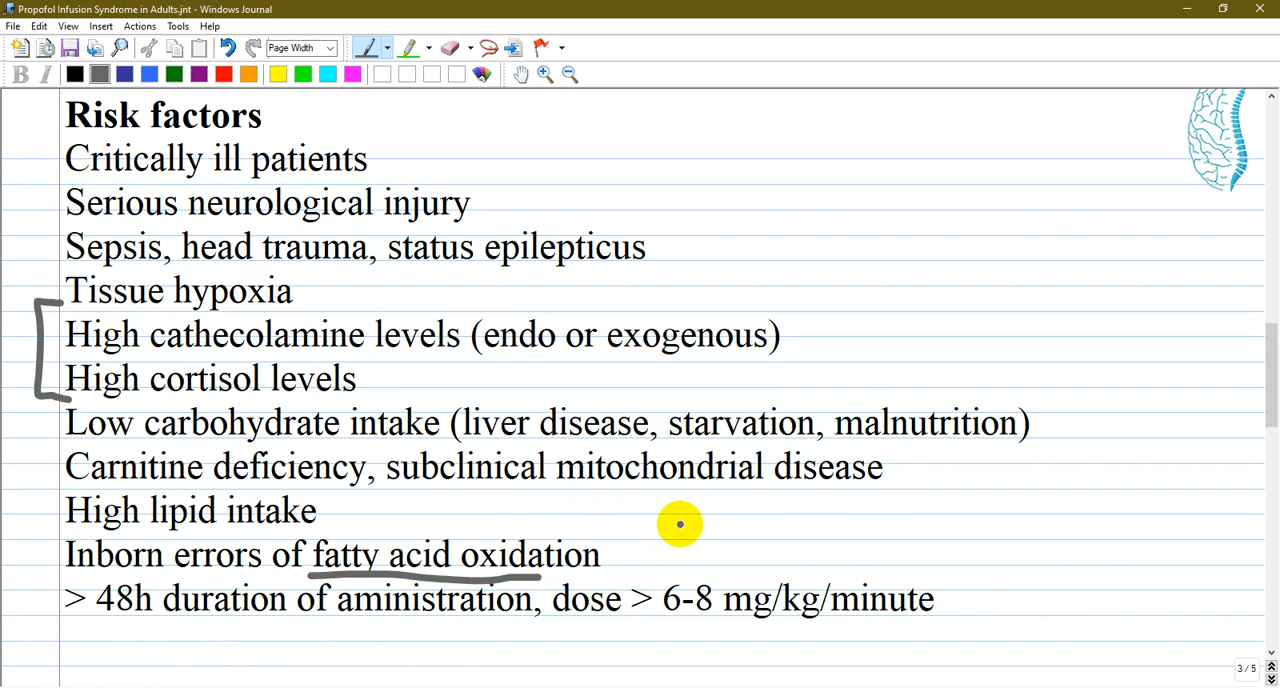 Propofol Infusion Syndrome in Adults.jnt - Windows Journal
File Edit View Insert Actions Tools Help
Page Width
B I
Risk factors
Critically ill patients
Serious neurological injury
Sepsis, head trauma, status epilepticus
Tissue hypoxia
High cathecolamine levels (endo or exogenous)
High cortisol levels
Low carbohydrate intake (liver disease, starvation, malnutrition)
Carnitine deficiency, subclinical mitochondrial disease
High lipid intake
Inborn errors of fatty acid oxidation
> 48h duration of aministration, dose > 6-8 mg/kg/minute
3 / 5